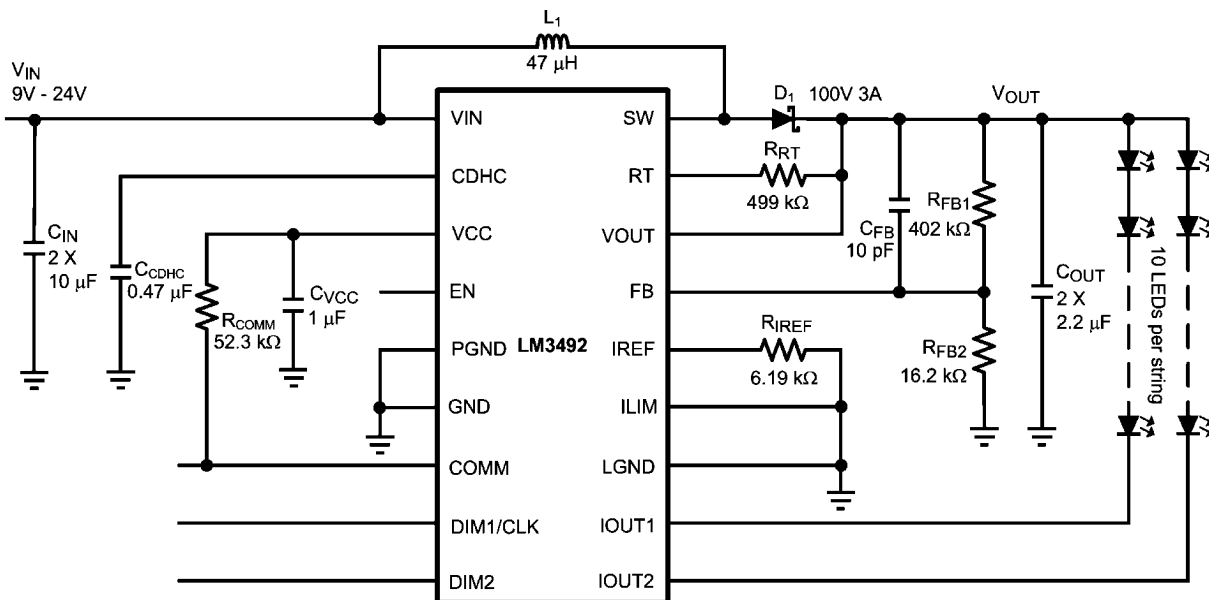 L1
47 µH
VIN
9V - 24V
D1
100V 3A
VOUT
VIN
SW
CDHC
RT
RRT
499 kΩ
VCC
VOUT
CFB
10 pF
RFB1
402 kΩ
CIN
2 X
10 µF
CCDHC
0.47 µF
RCOMM
52.3 kΩ
CVCC
1 µF
EN
FB
COUT
2 X
2.2 µF
10 LEDs per string
PGND
LM3492
IREF
RIREF
6.19 kΩ
RFB2
16.2 kΩ
GND
ILIM
COMM
LGND
DIM1/CLK
IOUT1
DIM2
IOUT2